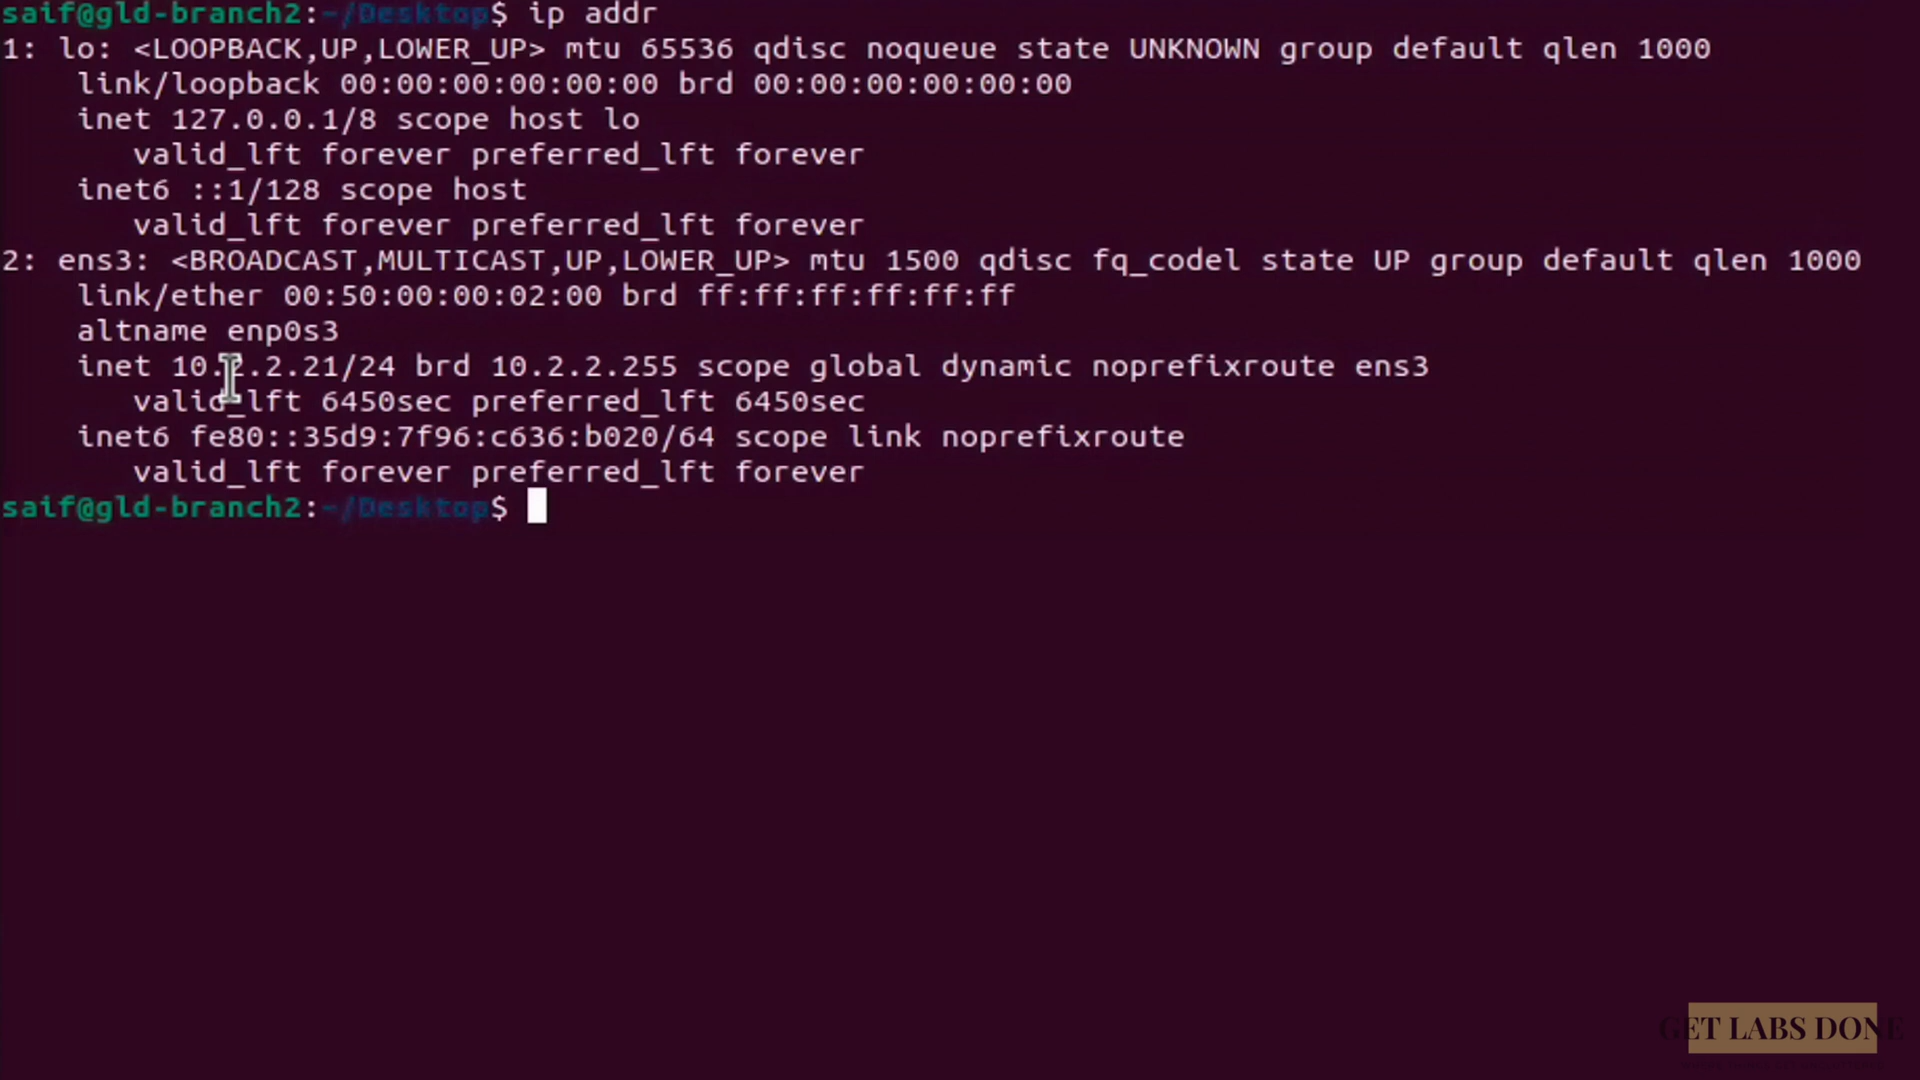 saif@gld-branch2:~/Desktop$ ip addr
1: lo: <LOOPBACK,UP,LOWER_UP> mtu 65536 qdisc noqueue state UNKNOWN group default qlen 1000
    link/loopback 00:00:00:00:00:00 brd 00:00:00:00:00:00
    inet 127.0.0.1/8 scope host lo
       valid_lft forever preferred_lft forever
    inet6 ::1/128 scope host
       valid_lft forever preferred_lft forever
2: ens3: <BROADCAST,MULTICAST,UP,LOWER_UP> mtu 1500 qdisc fq_codel state UP group default qlen 1000
    link/ether 00:50:00:00:02:00 brd ff:ff:ff:ff:ff:ff
    altname enp0s3
    inet 10.2.2.21/24 brd 10.2.2.255 scope global dynamic noprefixroute ens3
       valid_lft 6450sec preferred_lft 6450sec
    inet6 fe80::35d9:7f96:c636:b020/64 scope link noprefixroute
       valid_lft forever preferred_lft forever
saif@gld-branch2:~/Desktop$
GET LABS DONE